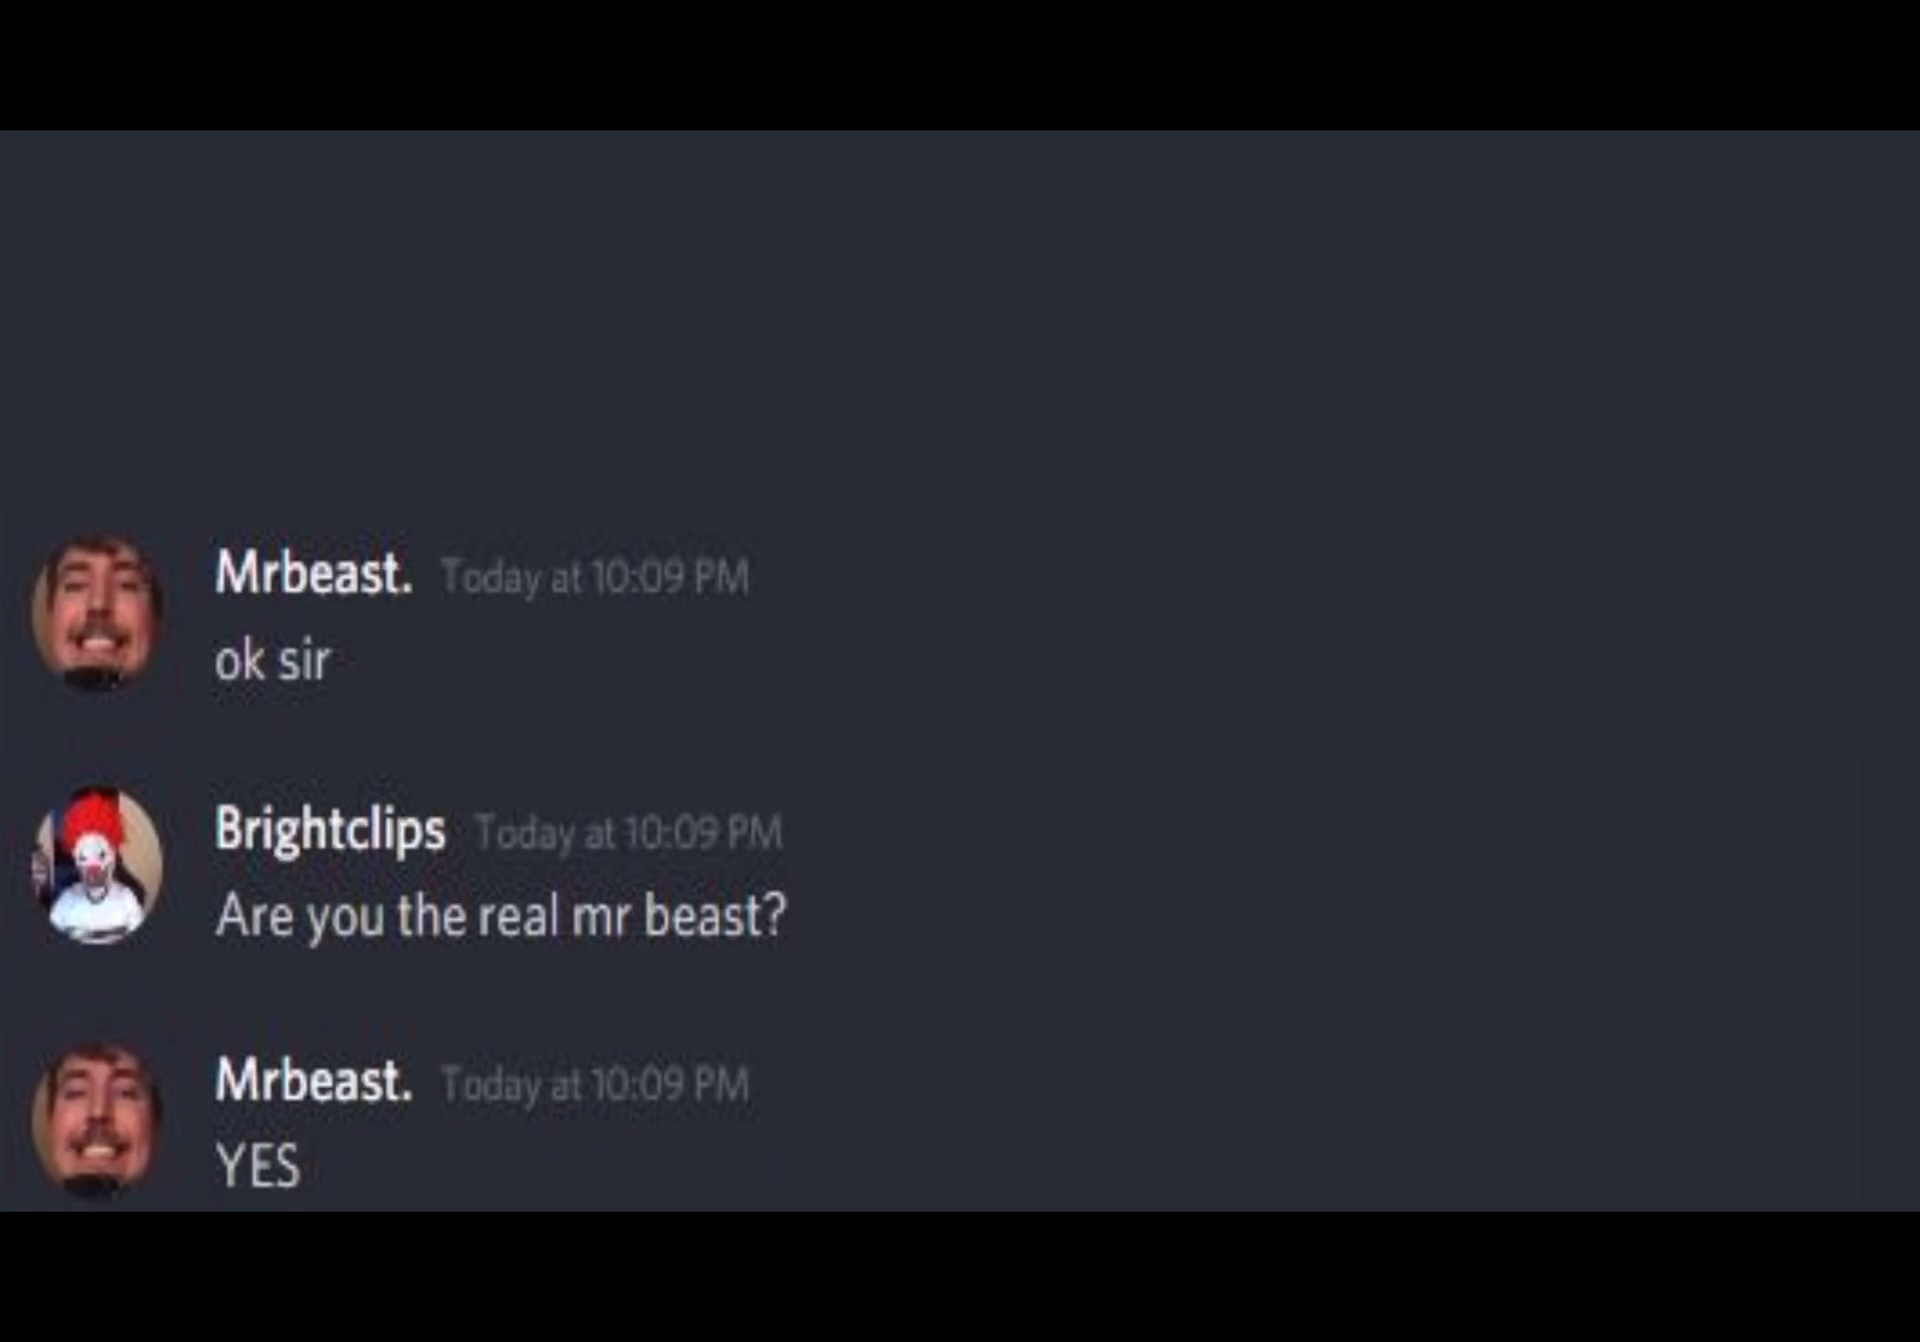 Mrbeast. Today at 10:09 PM
ok sir
Brightclips Today at 10:09 PM
Are you the real mr beast?
Mrbeast. Today at 10:09 PM
YES